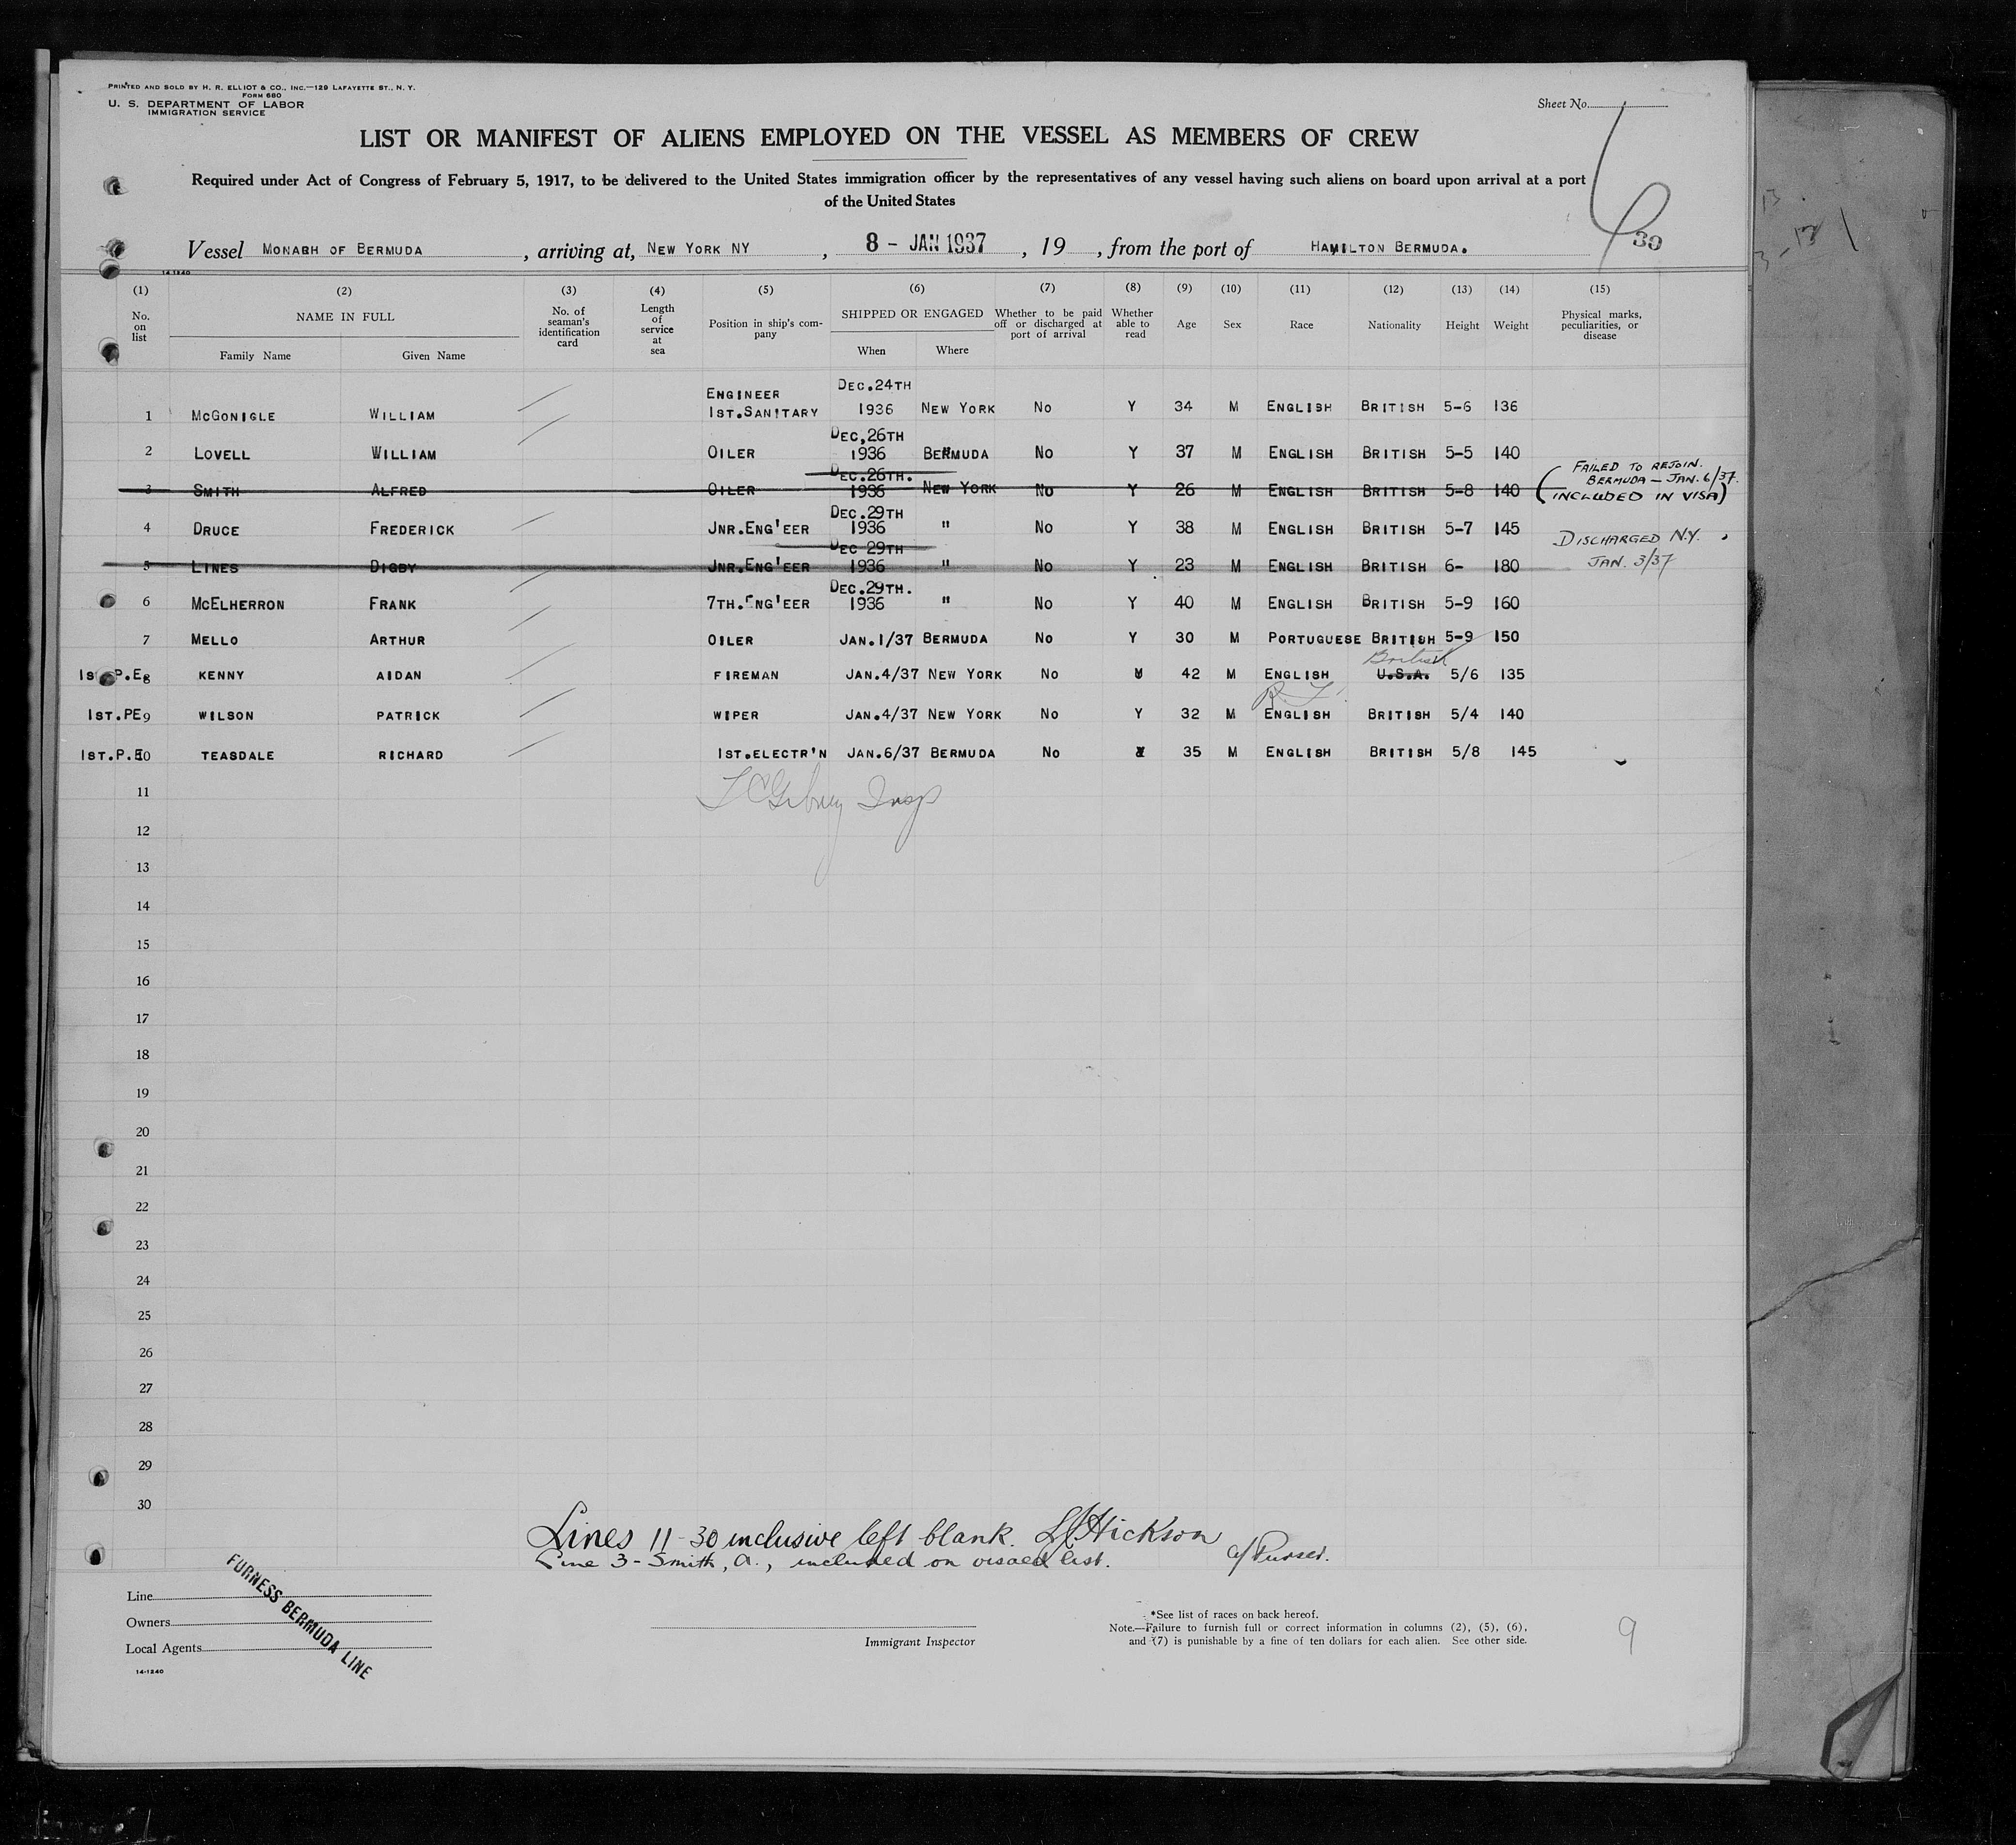 PRINTED AND SOLD BY H. R. ELLIOT & CO., INC.—129 LAFAYETTE ST., N. Y.
FORM 680
U. S. DEPARTMENT OF LABOR
IMMIGRATION SERVICE
Sheet No.
LIST OR MANIFEST OF ALIENS EMPLOYED ON THE VESSEL AS MEMBERS OF CREW
Required under Act of Congress of February 5, 1917, to be delivered to the United States immigration officer by the representatives of any vessel having such aliens on board upon arrival at a port
of the United States
30
Vessel MONARH OF BERMUDA, arriving at, NEW YORK NY, 8 - JAN 1937, 19, from the port of HAMILTON BERMUDA.
14-1240
(1) (2) (3) (4) (5) (6) (7) (8) (9) (10) (11) (12) (13) (14) (15)
No. on list NAME IN FULL Family Name Given Name No. of seaman's identification card Length of service at sea Position in ship's company SHIPPED OR ENGAGED When Where Whether to be paid off or discharged at port of arrival Whether able to read Age Sex Race Nationality Height Weight Physical marks, peculiarities, or disease
1 McGONIGLE WILLIAM ENGINEER 1ST.SANITARY DEC.24TH 1936 NEW YORK NO Y 34 M ENGLISH BRITISH 5-6 136
2 LOVELL WILLIAM OILER DEC,26TH 1936 BERMUDA NO Y 37 M ENGLISH BRITISH 5-5 140
3 SMITH ALFRED OILER DEC.26TH. 1936 NEW YORK NO Y 26 M ENGLISH BRITISH 5-8 140 (FAILED TO REJOIN. BERMUDA — JAN. 6/37. INCLUDED IN VISA)
4 DRUCE FREDERICK JNR.ENG'EER DEC.29TH 1936 " NO Y 38 M ENGLISH BRITISH 5-7 145
5 LINES DIGBY JNR.ENG'EER DEC 29TH 1936 " NO Y 23 M ENGLISH BRITISH 6- 180 DISCHARGED N.Y. JAN. 3/37
6 McELHERRON FRANK 7TH.ENG'EER DEC.29TH. 1936 " NO Y 40 M ENGLISH BRITISH 5-9 160
7 MELLO ARTHUR OILER JAN.1/37 BERMUDA NO Y 30 M PORTUGUESE BRITISH 5-9 150
British
1ST.P.E 8 KENNY AIDAN FIREMAN JAN.4/37 NEW YORK NO 42 M ENGLISH U.S.A. 5/6 135
1ST.PE 9 WILSON PATRICK WIPER JAN.4/37 NEW YORK NO Y 32 M ENGLISH BRITISH 5/4 140
1ST.P.E 10 TEASDALE RICHARD 1ST.ELECTR'N JAN.6/37 BERMUDA NO 35 M ENGLISH BRITISH 5/8 145
11
12
13
14
15
16
17
18
19
20
21
22
23
24
25
26
27
28
29
30
Lines 11-30 inclusive left blank. Hickson
Line 3 - Smith, A., included on visaed list. a/Purser.
FURNESS BERMUDA LINE
Line
Owners
Local Agents
14-1240
Immigrant Inspector
*See list of races on back hereof.
Note.—Failure to furnish full or correct information in columns (2), (5), (6),
and (7) is punishable by a fine of ten dollars for each alien. See other side.
9